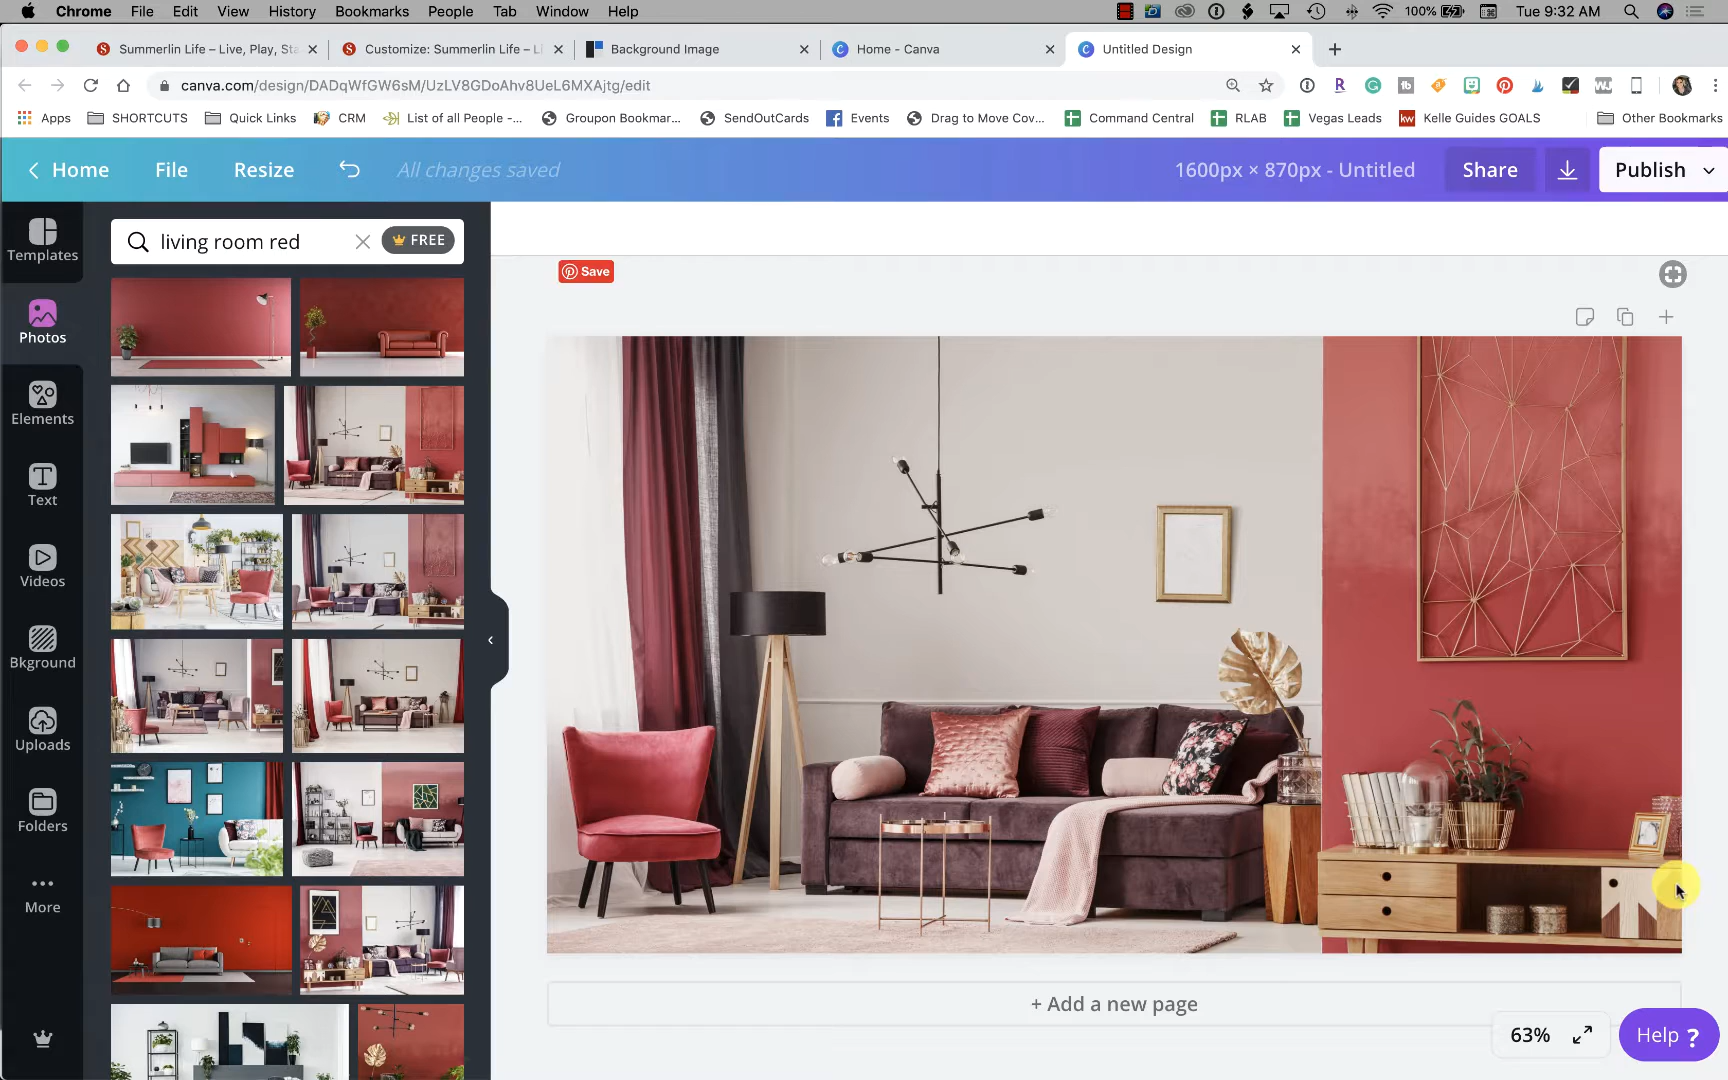 Chrome File Edit View History Bookmarks People Tab Window Help 100% Tue 9:32 AM
Summerlin Life – Live, Play, Sta Customize: Summerlin Life – Li Background Image Home - Canva Untitled Design
canva.com/design/DADqWfGW6sM/UzLV8GDoAhv8UeL6MXAjtg/edit
Apps SHORTCUTS Quick Links CRM List of all People -... Groupon Bookmar... SendOutCards Events Drag to Move Cov... Command Central RLAB Vegas Leads kw Kelle Guides GOALS Other Bookmarks
Home File Resize All changes saved 1600px × 870px - Untitled Share Publish
living room red FREE
Templates
Photos
Elements
Text
Videos
Bkground
Uploads
Folders
More
Save
+ Add a new page
63% Help ?